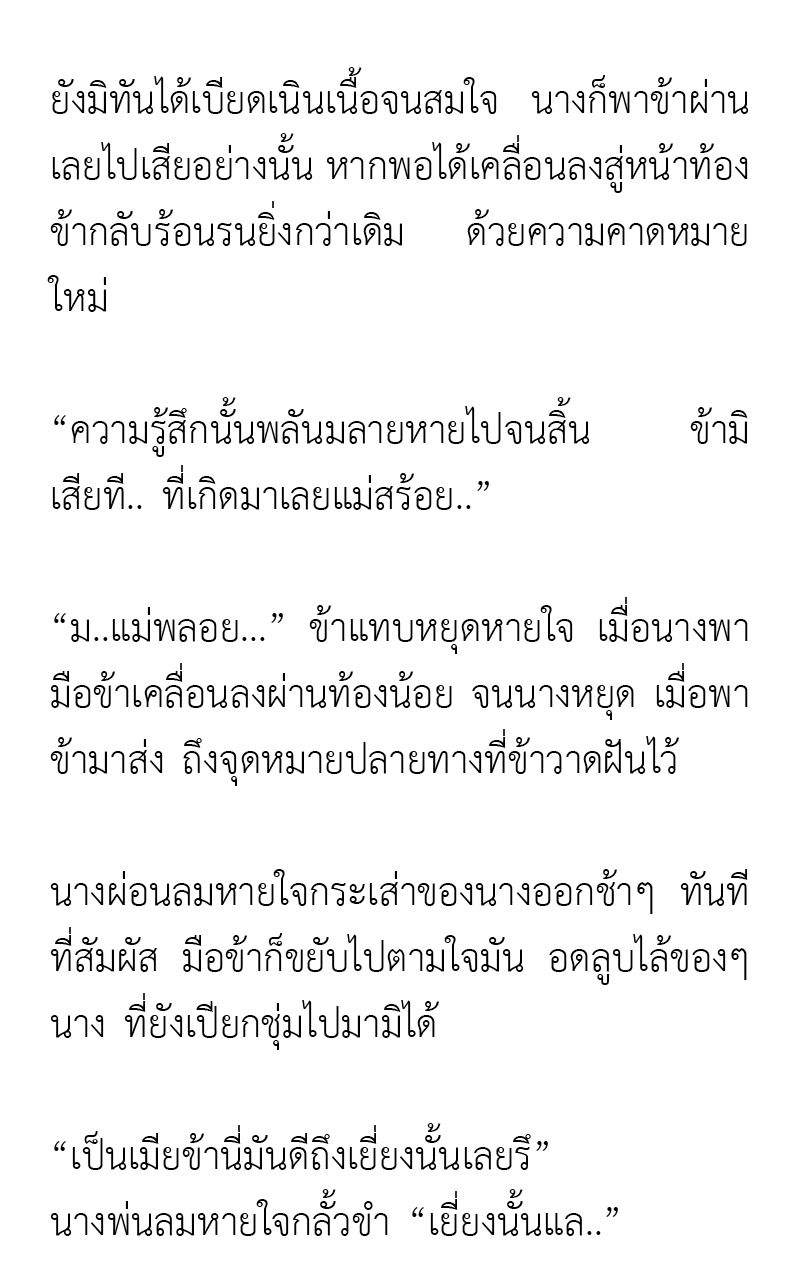 ยังมิทันได้เบียดเนินเนื้อจนสมใจ นางก็พาข้าผ่าน
เลยไปเสียอย่างนั้น หากพอได้เคลื่อนลงสู่หน้าท้อง
ข้ากลับร้อนรนยิ่งกว่าเดิม ด้วยความคาดหมาย
ใหม่
“ความรู้สึกนั้นพลันมลายหายไปจนสิ้น ข้ามิ
เสียที.. ที่เกิดมาเลยแม่สร้อย..”
“ม..แม่พลอย...” ข้าแทบหยุดหายใจ เมื่อนางพา
มือข้าเคลื่อนลงผ่านท้องน้อย จนนางหยุด เมื่อพา
ข้ามาส่ง ถึงจุดหมายปลายทางที่ข้าวาดฝันไว้
นางผ่อนลมหายใจกระเส่าของนางออกช้าๆ ทันที
ที่สัมผัส มือข้าก็ขยับไปตามใจมัน อดลูบไล้ของๆ
นาง ที่ยังเปียกชุ่มไปมามิได้
“เป็นเมียข้านี่มันดีถึงเยี่ยงนั้นเลยรึ”
นางพ่นลมหายใจกลั้วขำ “เยี่ยงนั้นแล..”